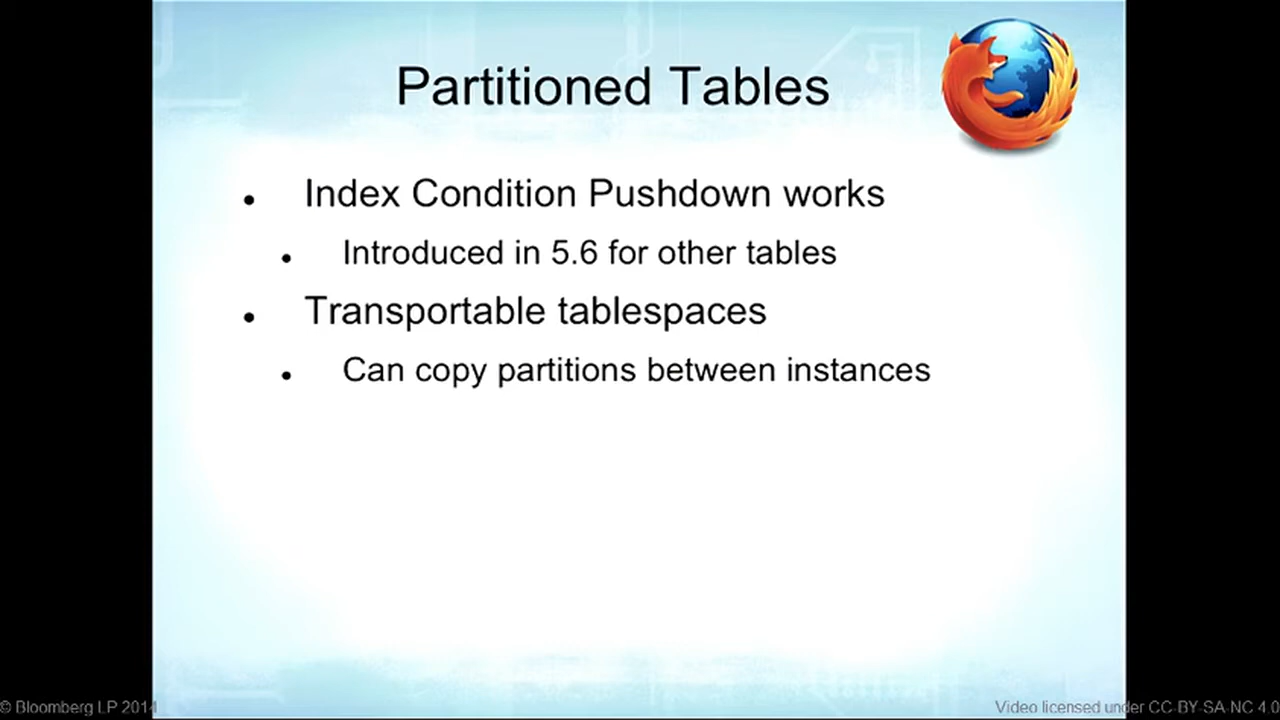 Partitioned Tables
• Index Condition Pushdown works
• Introduced in 5.6 for other tables
• Transportable tablespaces
• Can copy partitions between instances
© Bloomberg LP 2014
Video licensed under CC-BY-SA-NC 4.0